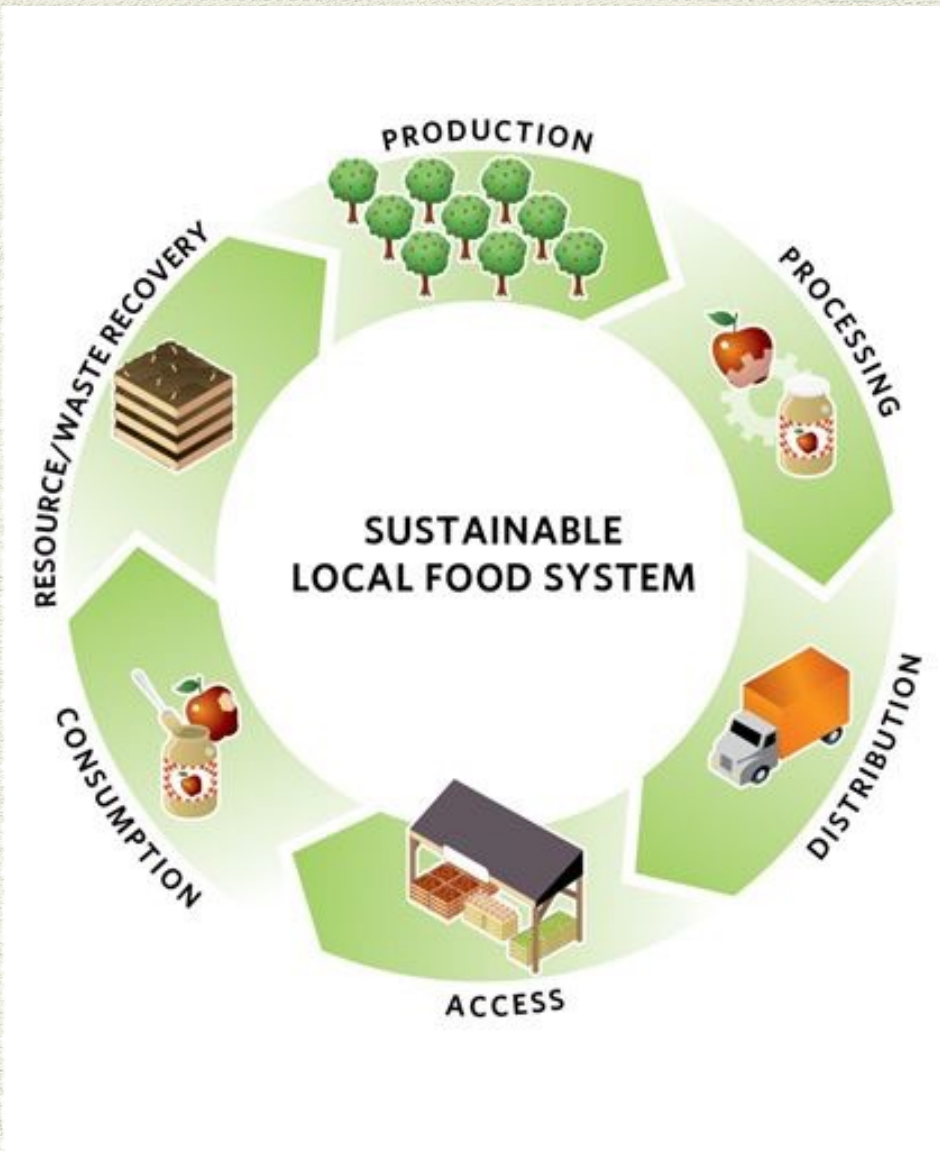 PRODUCTION
PROCESSING
DISTRIBUTION
ACCESS
CONSUMPTION
RESOURCE/WASTE RECOVERY
SUSTAINABLE
LOCAL FOOD SYSTEM